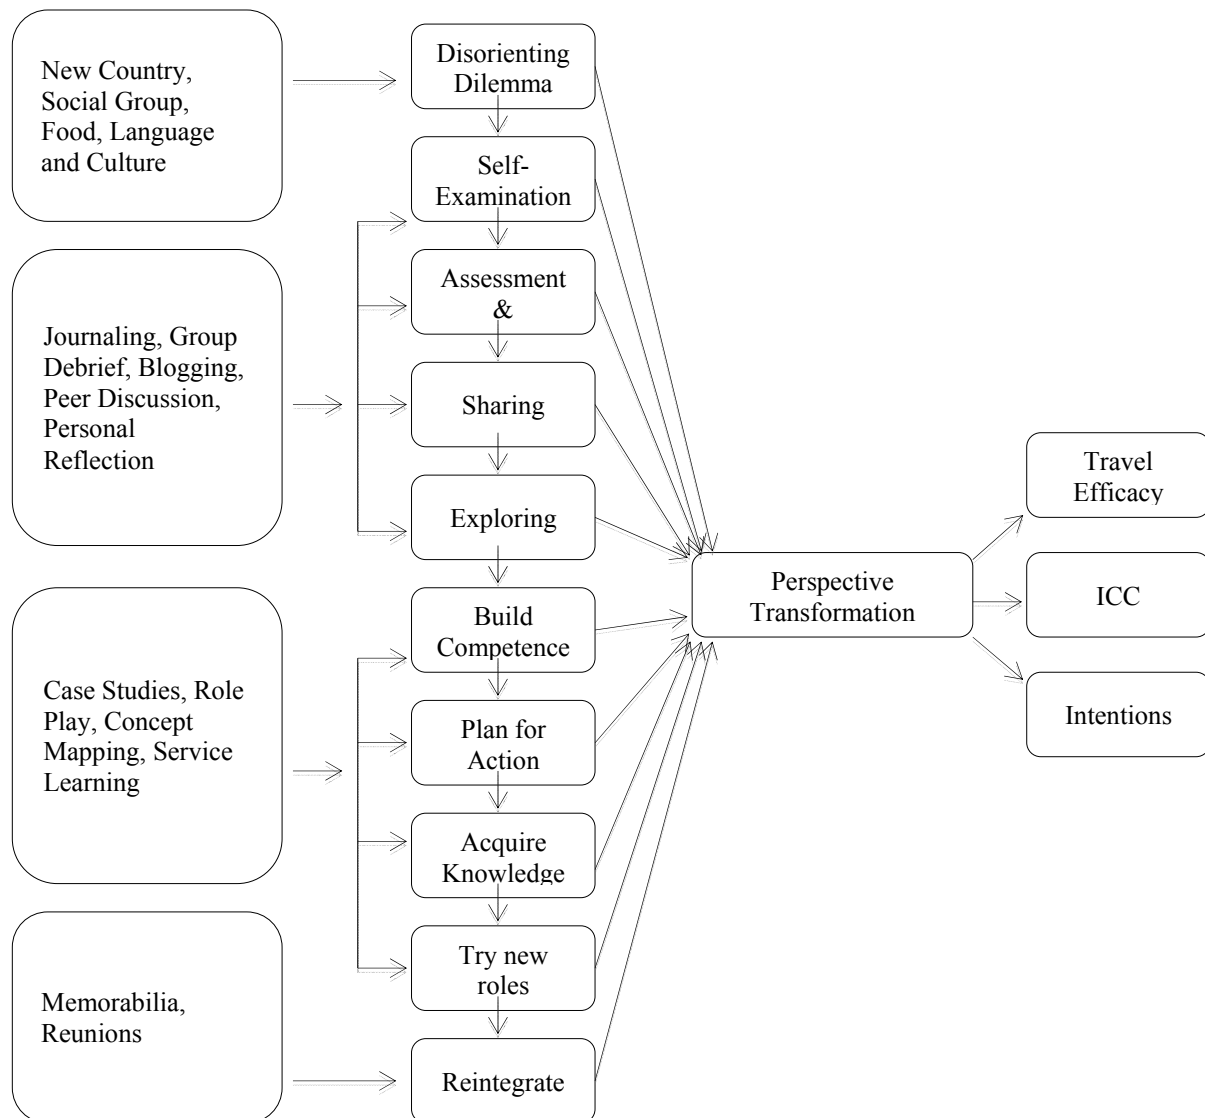 New Country,
Social Group,
Food, Language
and Culture
Journaling, Group
Debrief, Blogging,
Peer Discussion,
Personal
Reflection
Case Studies, Role
Play, Concept
Mapping, Service
Learning
Memorabilia,
Reunions
Disorienting
Dilemma
Self-
Examination
Assessment
&
Sharing
Exploring
Build
Competence
Plan for
Action
Acquire
Knowledge
Try new
roles
Reintegrate
Perspective
Transformation
Travel
Efficacy
ICC
Intentions